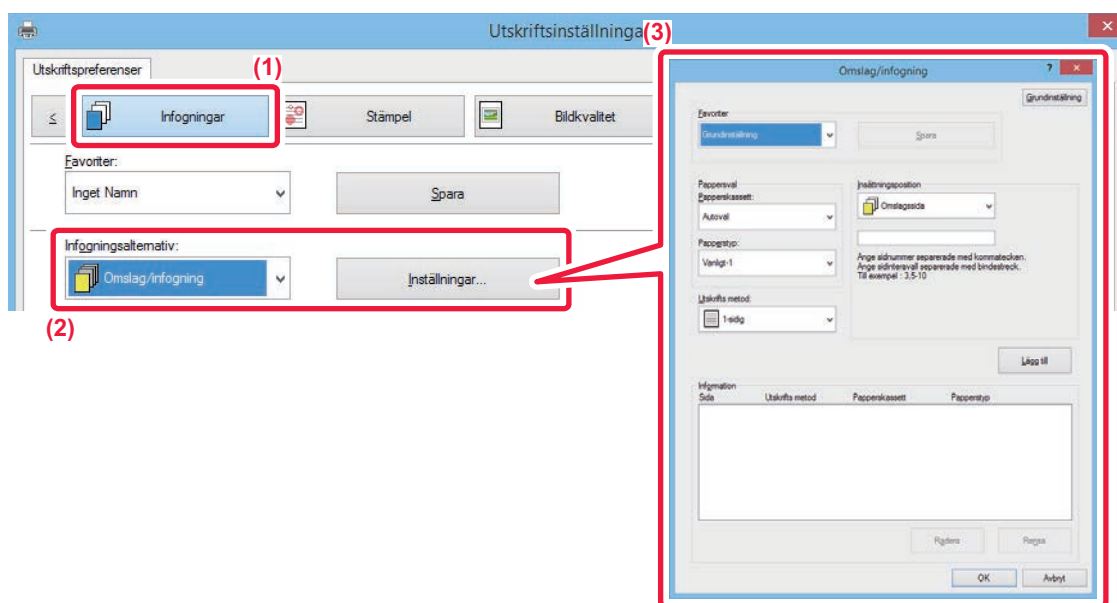 Utskriftsinställninga
Utskriftspreferenser
(1)
<
Infogningar
Stämpel
Bildkvalitet
Favoriter:
Inget Namn
Spara
Infogningsalternativ:
Omslag/infogning
Inställningar...
(2)
(3)
Omslag/infogning
?
Grundinställning
Favoriter
Grundinställning
Spara
Pappersval
Papperskassett:
Autoval
Papperstyp:
Vanligt-1
Utskrifts metod:
1-sidig
Insättningsposition
Omslagssida
Ange sidnummer separerade med kommatecken.
Ange sidintervall separerade med bindestreck.
Till exempel : 3,5-10
Lägg till
Information
Sida Utskrifts metod Papperskassett Papperstyp
Radera
Rensa
OK
Avbryt